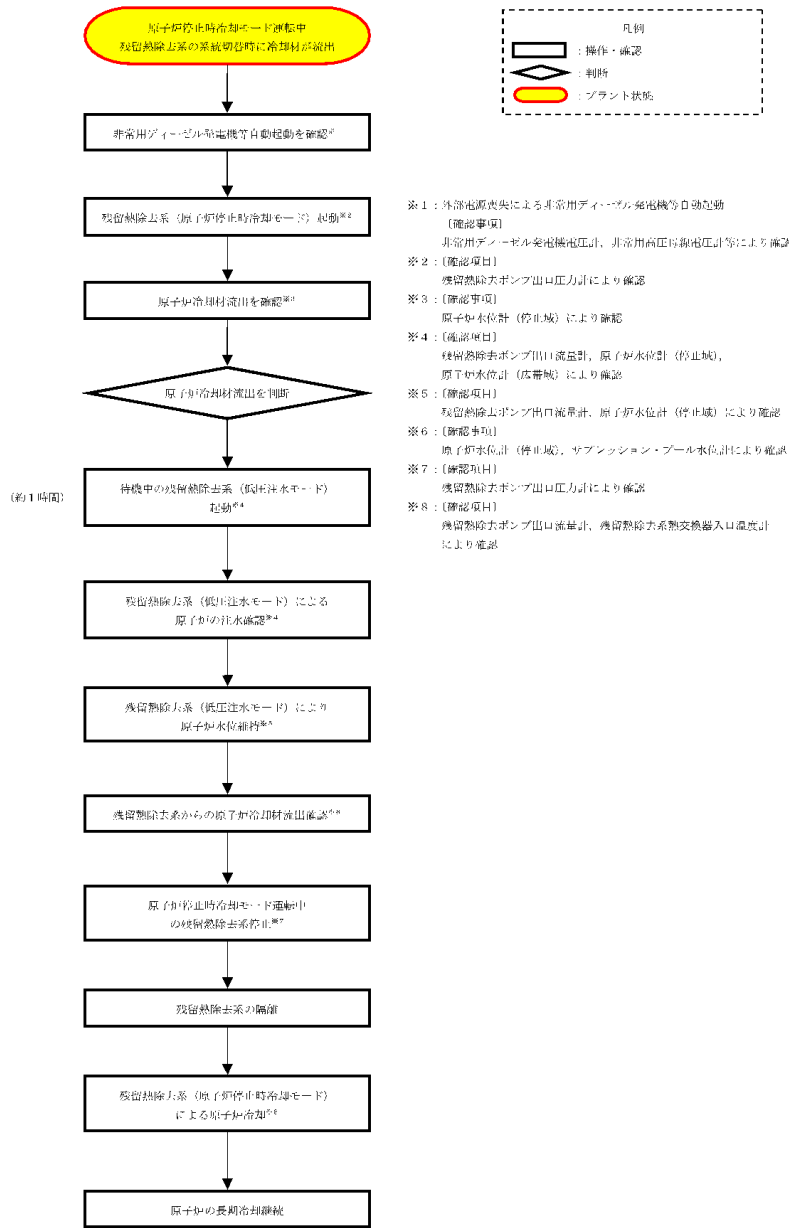 原子炉停止時冷却モード運転中
残留熱除去系の系統切替時に冷却材が流出
凡例
：操作・確認
：判断
：プラント状態
非常用ディーゼル発電機等自動起動を確認※1
残留熱除去系（原子炉停止時冷却モード）起動※2
原子炉冷却材流出を確認※3
原子炉冷却材流出を判断
（約１時間）
待機中の残留熱除去系（低圧注水モード）
起動※4
残留熱除去系（低圧注水モード）による
原子炉の注水確認※4
残留熱除去系（低圧注水モード）により
原子炉水位維持※5
残留熱除去系からの原子炉冷却材流出確認※6
原子炉停止時冷却モード運転中
の残留熱除去系停止※7
残留熱除去系の隔離
残留熱除去系（原子炉停止時冷却モード）
による原子炉冷却※8
原子炉の長期冷却継続
※１：外部電源喪失による非常用ディーゼル発電機等自動起動
〔確認事項〕
非常用ディーゼル発電機電圧計，非常用高圧母線電圧計等により確認
※２：〔確認項目〕
残留熱除去ポンプ出口圧力計により確認
※３：〔確認事項〕
原子炉水位計（停止域）により確認
※４：〔確認項目〕
残留熱除去ポンプ出口流量計，原子炉水位計（停止域），
原子炉水位計（広帯域）により確認
※５：〔確認項目〕
残留熱除去ポンプ出口流量計，原子炉水位計（停止域）により確認
※６：〔確認事項〕
原子炉水位計（停止域），サプレッション・プール水位計により確認
※７：〔確認項目〕
残留熱除去ポンプ出口圧力計により確認
※８：〔確認項目〕
残留熱除去ポンプ出口流量計，残留熱除去系熱交換器入口温度計
により確認